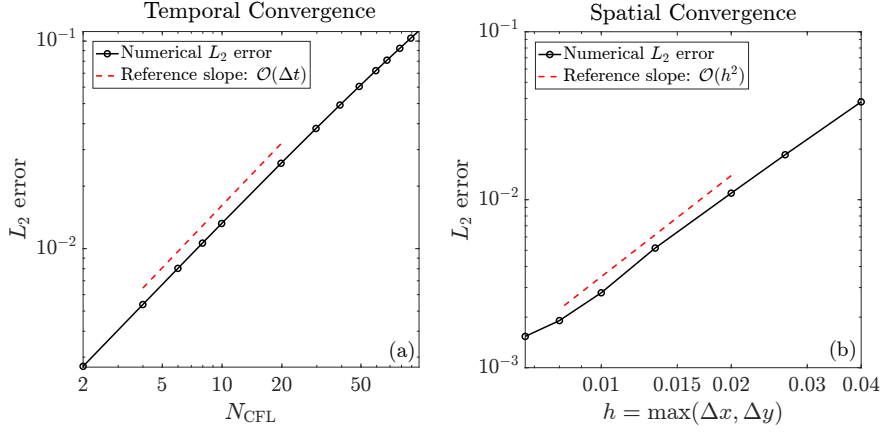 Temporal Convergence
10⁻¹
Numerical L₂ error
Reference slope: 𝒪(Δt)
L₂ error
10⁻²
(a)
2 5 10 20 50
N_CFL
Spatial Convergence
10⁻¹
Numerical L₂ error
Reference slope: 𝒪(h²)
L₂ error
10⁻²
10⁻³
(b)
0.01 0.015 0.02 0.03 0.04
h = max(Δx, Δy)